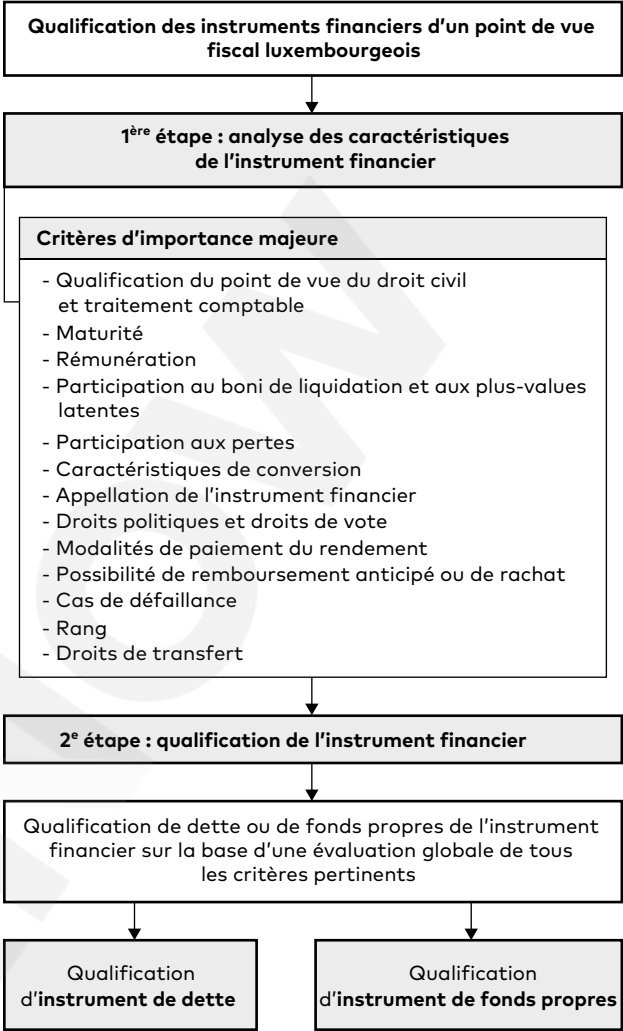 Qualification des instruments financiers d'un point de vue
fiscal luxembourgeois
1ère étape : analyse des caractéristiques
de l'instrument financier
Critères d'importance majeure
- Qualification du point de vue du droit civil
et traitement comptable
- Maturité
- Rémunération
- Participation au boni de liquidation et aux plus-values
latentes
- Participation aux pertes
- Caractéristiques de conversion
- Appellation de l'instrument financier
- Droits politiques et droits de vote
- Modalités de paiement du rendement
- Possibilité de remboursement anticipé ou de rachat
- Cas de défaillance
- Rang
- Droits de transfert
2e étape : qualification de l'instrument financier
Qualification de dette ou de fonds propres de l'instrument
financier sur la base d'une évaluation globale de tous
les critères pertinents
Qualification
d'instrument de dette
Qualification
d'instrument de fonds propres